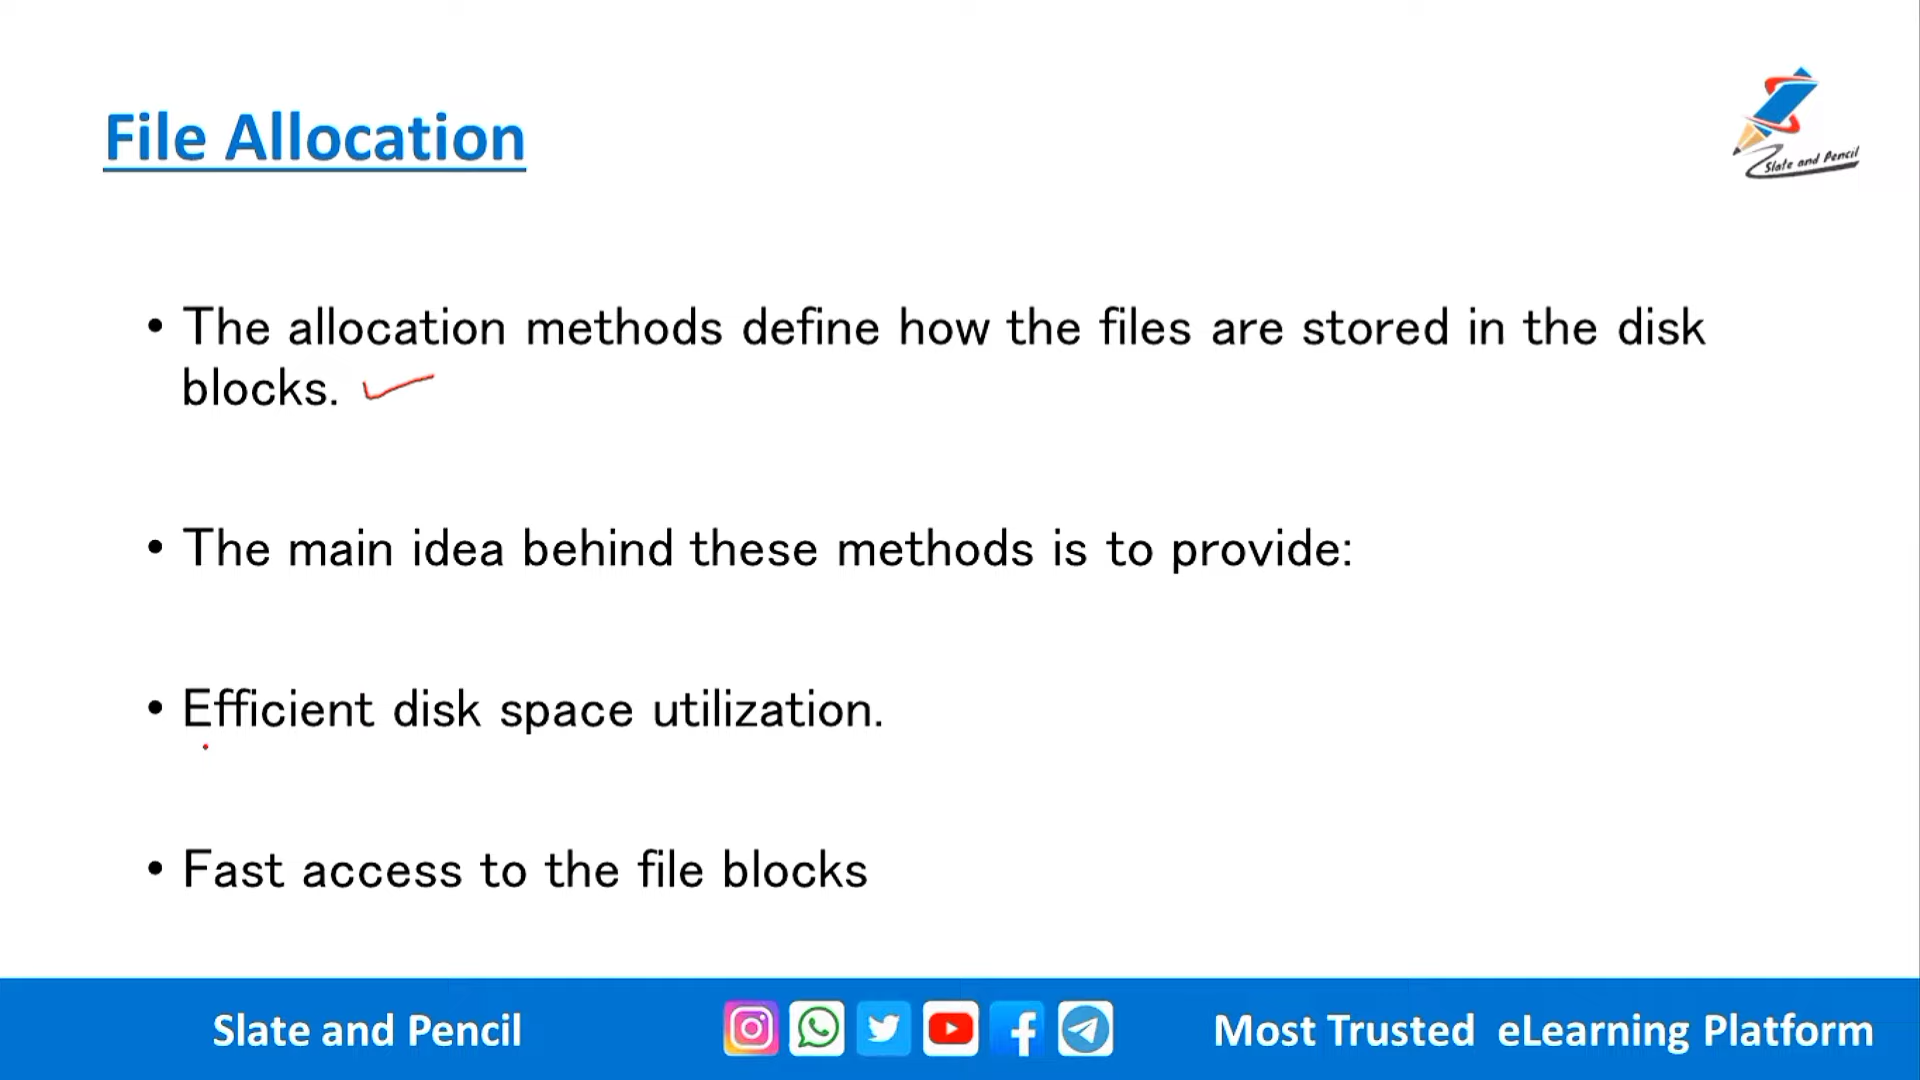 File Allocation
Slate and Pencil
• The allocation methods define how the files are stored in the disk
blocks.
• The main idea behind these methods is to provide:
• Efficient disk space utilization.
• Fast access to the file blocks
Slate and Pencil
Most Trusted eLearning Platform